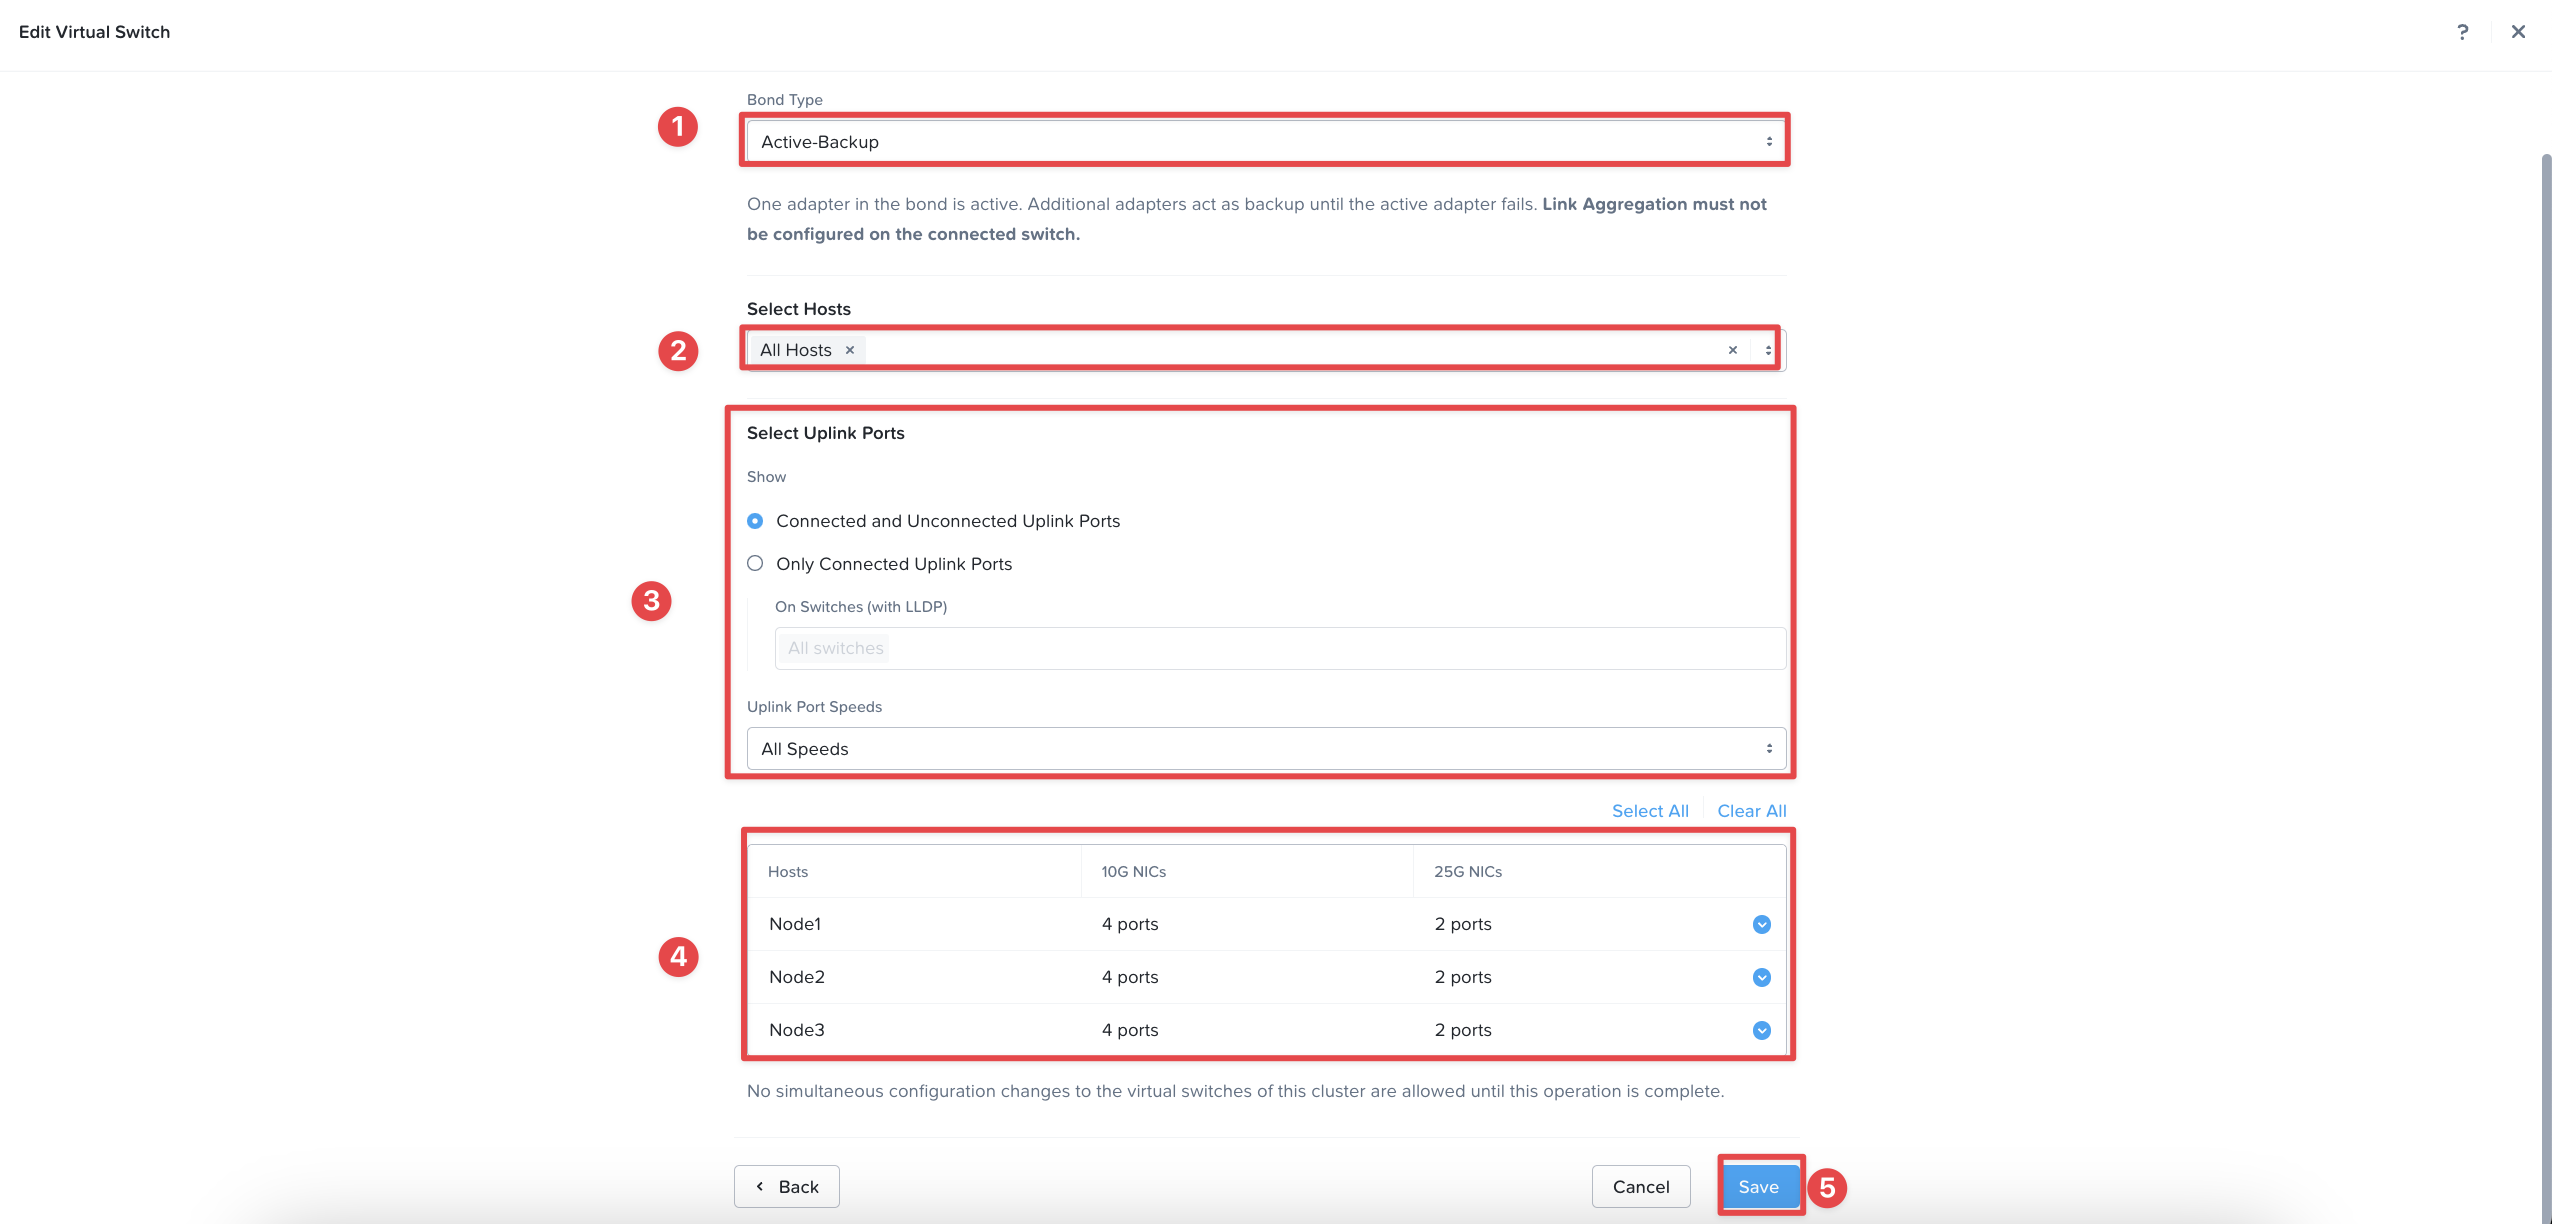 Edit Virtual Switch
?
Bond Type
1
Active-Backup
One adapter in the bond is active. Additional adapters act as backup until the active adapter fails. Link Aggregation must not
be configured on the connected switch.
Select Hosts
2
All Hosts
Select Uplink Ports
Show
Connected and Unconnected Uplink Ports
Only Connected Uplink Ports
3
On Switches (with LLDP)
All switches
Uplink Port Speeds
All Speeds
Select All Clear All
Hosts 10G NICs 25G NICs
Node1 4 ports 2 ports
4
Node2 4 ports 2 ports
Node3 4 ports 2 ports
No simultaneous configuration changes to the virtual switches of this cluster are allowed until this operation is complete.
Back Cancel Save 5